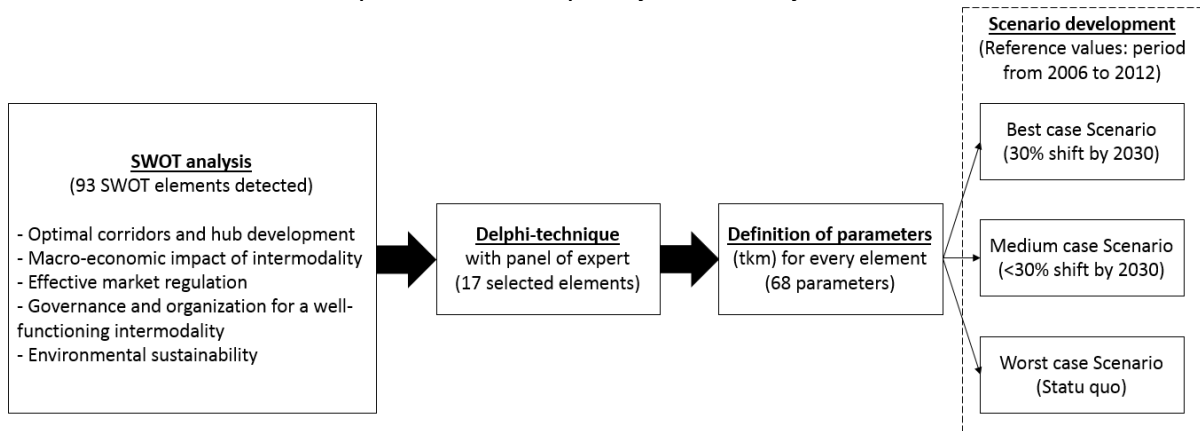 SWOT analysis
(93 SWOT elements detected)
- Optimal corridors and hub development
- Macro-economic impact of intermodality
- Effective market regulation
- Governance and organization for a well-
functioning intermodality
- Environmental sustainability
Delphi-technique
with panel of expert
(17 selected elements)
Definition of parameters
(tkm) for every element
(68 parameters)
Scenario development
(Reference values: period
from 2006 to 2012)
Best case Scenario
(30% shift by 2030)
Medium case Scenario
(<30% shift by 2030)
Worst case Scenario
(Statu quo)